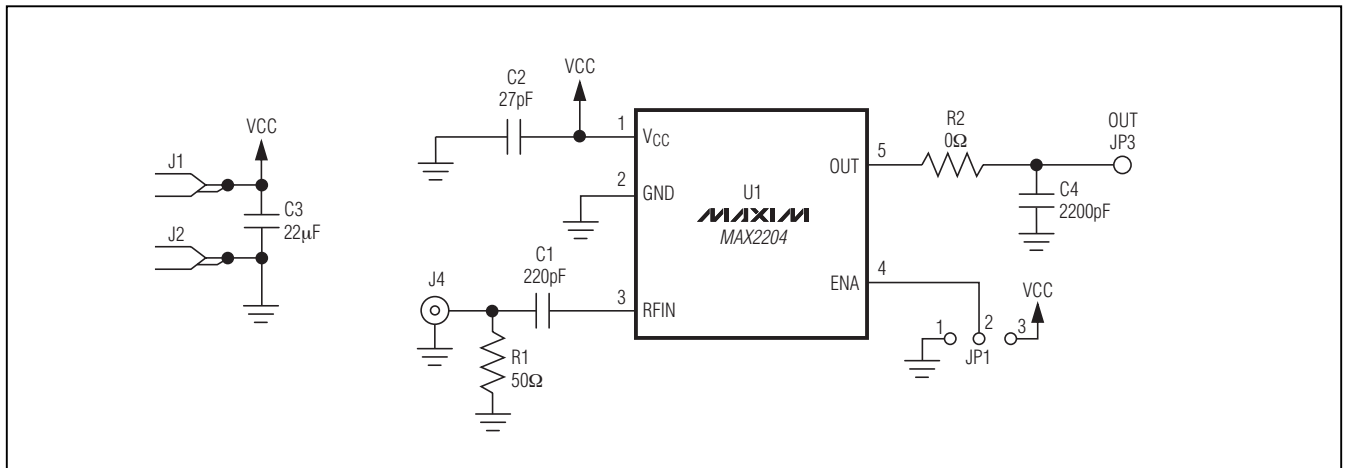 J1
VCC
C3
22µF
J2
C2
27pF
VCC
1
VCC
2
GND
C1
220pF
J4
3
RFIN
R1
50Ω
U1
MAXIM
MAX2204
OUT
5
R2
0Ω
OUT
JP3
C4
2200pF
ENA
4
VCC
1
2
3
JP1